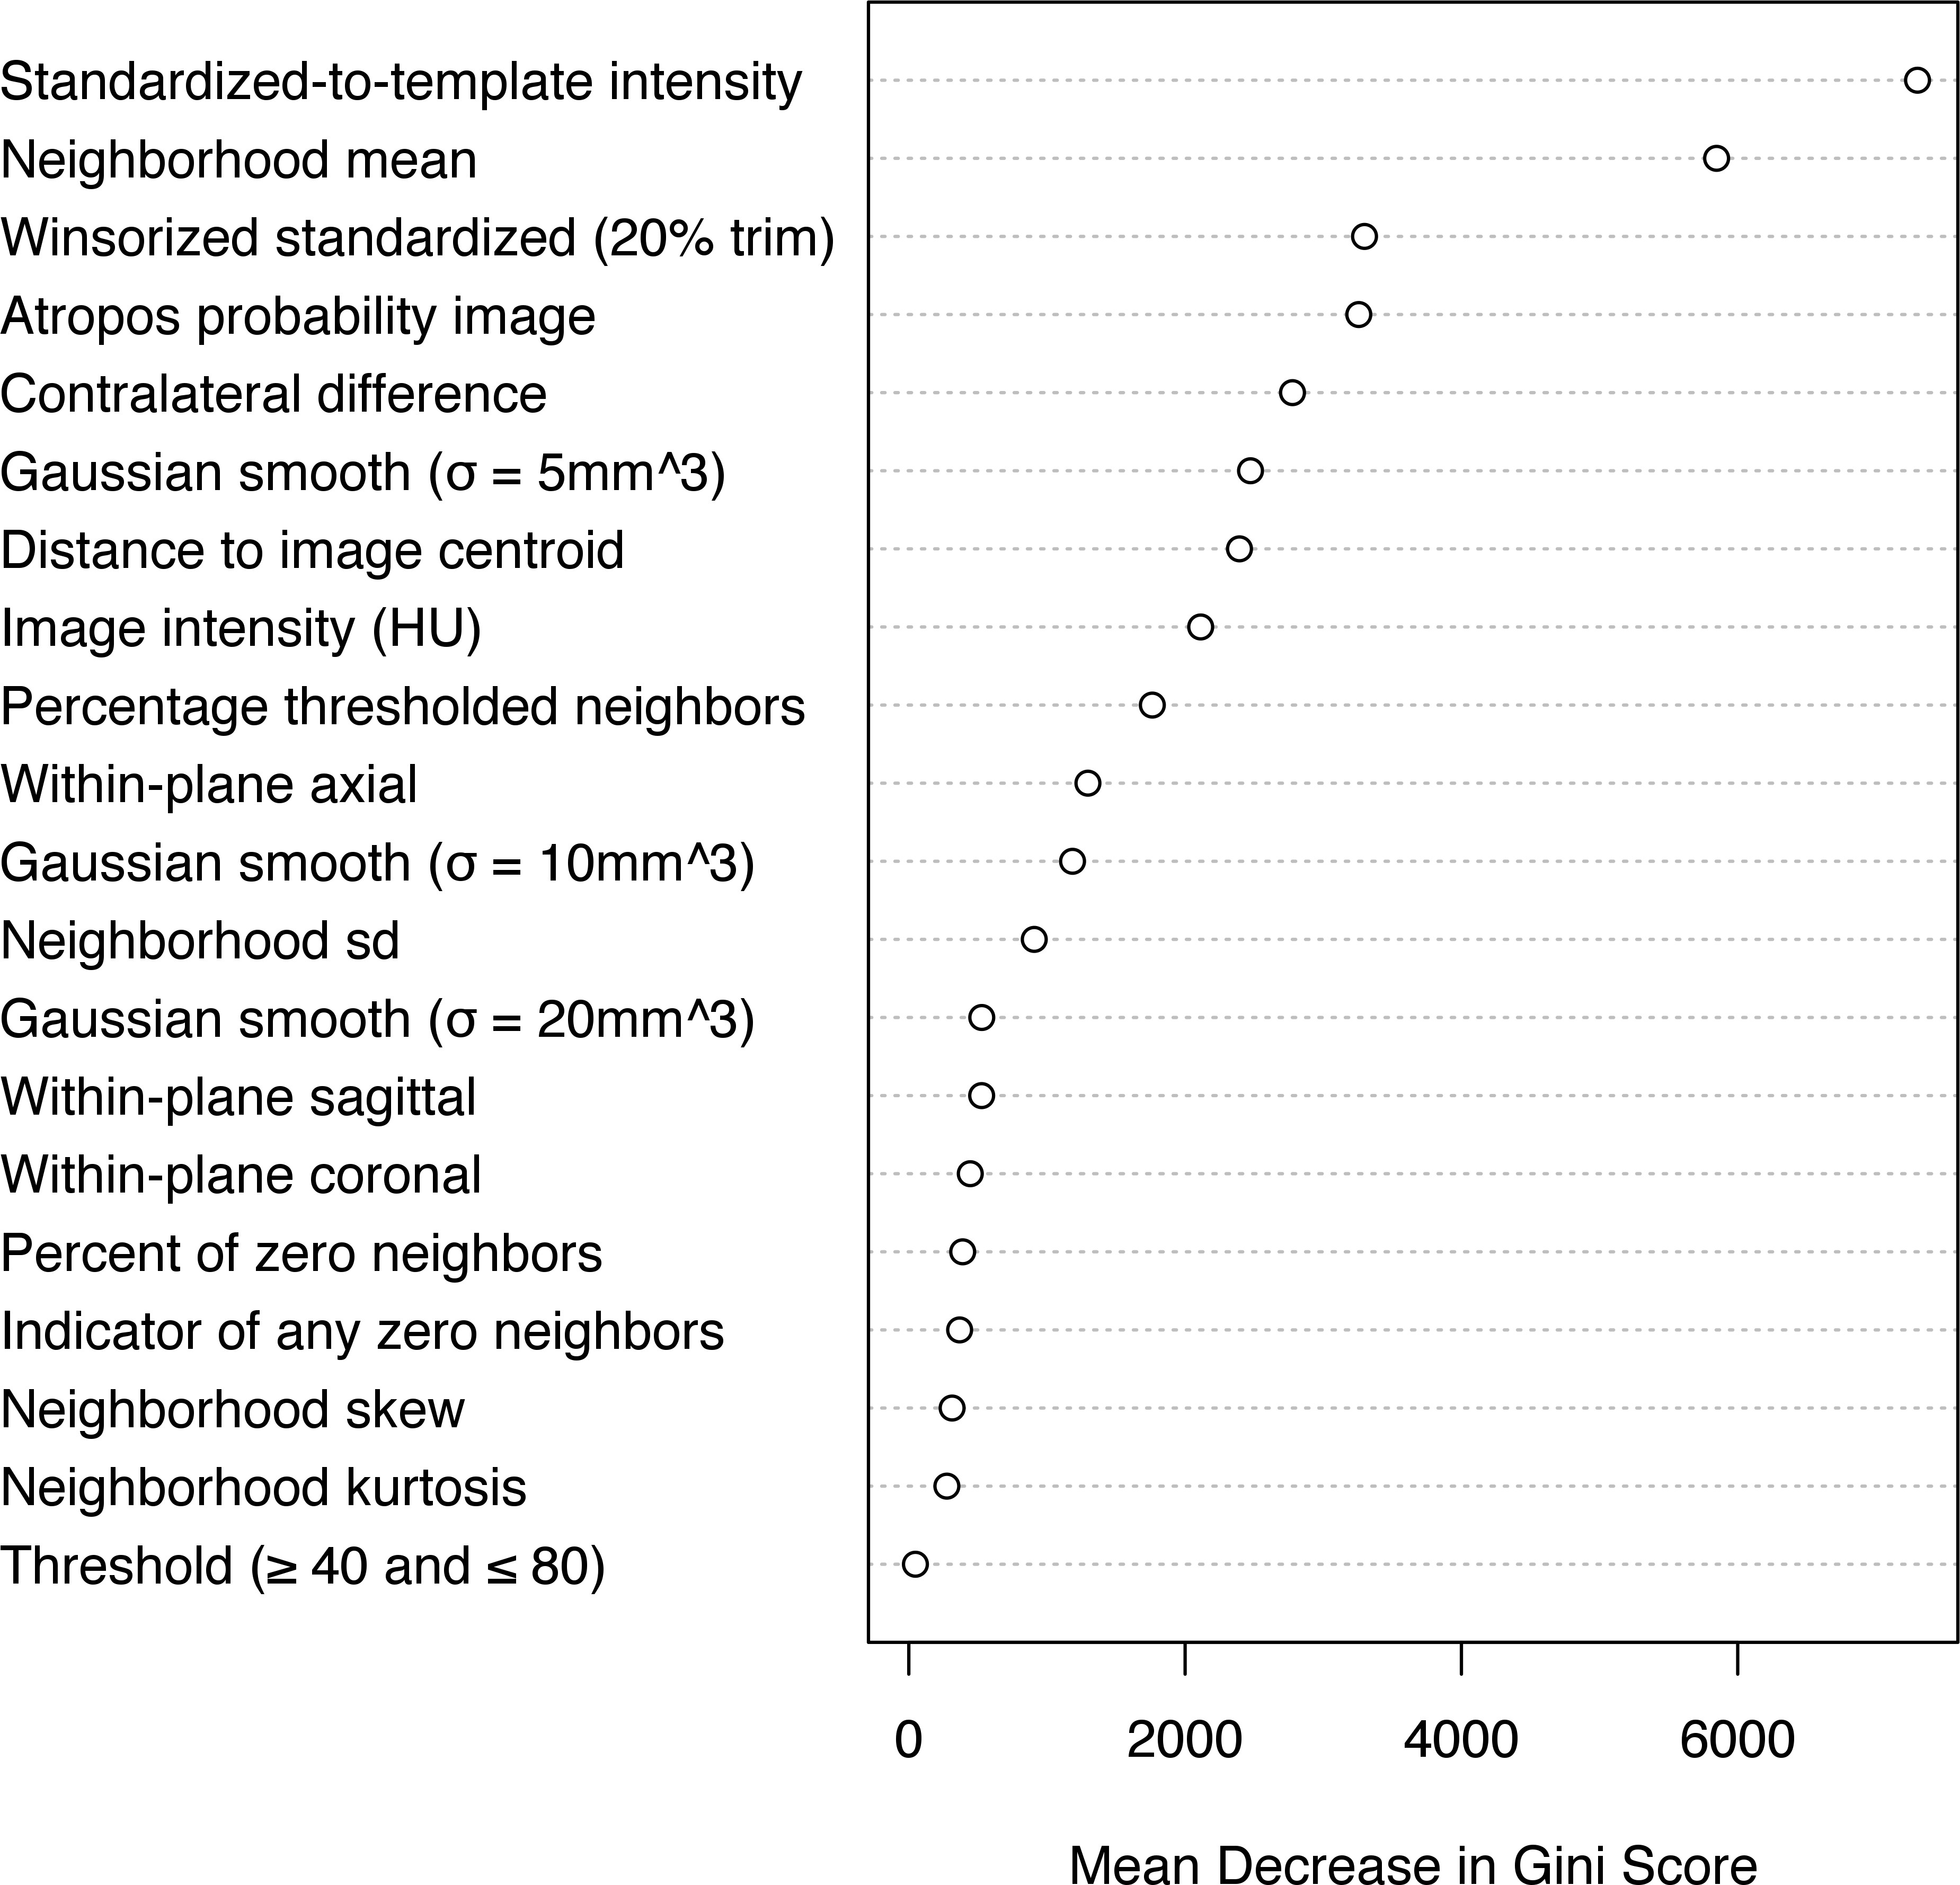 Standardized-to-template intensity
Neighborhood mean
Winsorized standardized (20% trim)
Atropos probability image
Contralateral difference
Gaussian smooth (σ = 5mm^3)
Distance to image centroid
Image intensity (HU)
Percentage thresholded neighbors
Within-plane axial
Gaussian smooth (σ = 10mm^3)
Neighborhood sd
Gaussian smooth (σ = 20mm^3)
Within-plane sagittal
Within-plane coronal
Percent of zero neighbors
Indicator of any zero neighbors
Neighborhood skew
Neighborhood kurtosis
Threshold (≥ 40 and ≤ 80)
0 2000 4000 6000
Mean Decrease in Gini Score